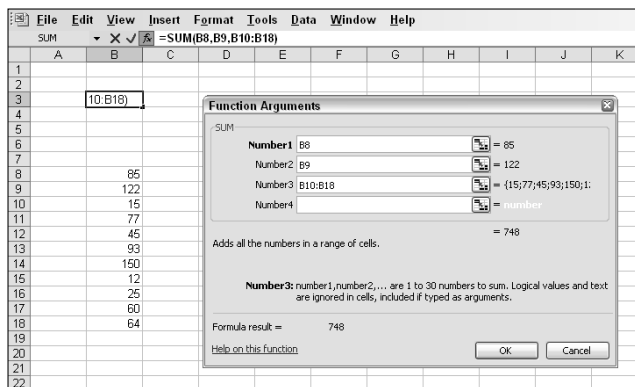 File Edit View Insert Format Tools Data Window Help
SUM =SUM(B8,B9,B10:B18)
A B C D E F G H I J K
1
2
3 10:B18)
4
5
6
7
8 85
9 122
10 15
11 77
12 45
13 93
14 150
15 12
16 25
17 60
18 64
19
20
21
22
Function Arguments
SUM
Number1 B8 = 85
Number2 B9 = 122
Number3 B10:B18 = {15;77;45;93;150;1:
Number4 = number
= 748
Adds all the numbers in a range of cells.
Number3: number1,number2,... are 1 to 30 numbers to sum. Logical values and text
are ignored in cells, included if typed as arguments.
Formula result = 748
Help on this function
OK Cancel